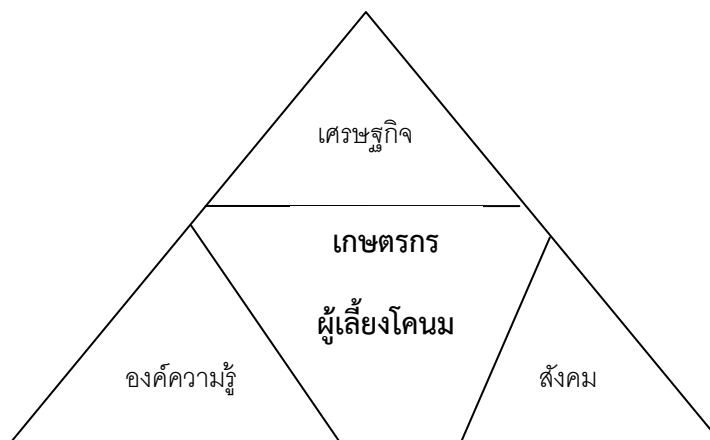 เศรษฐกิจ
เกษตรกร
ผู้เลี้ยงโคนม
องค์ความรู้
สังคม